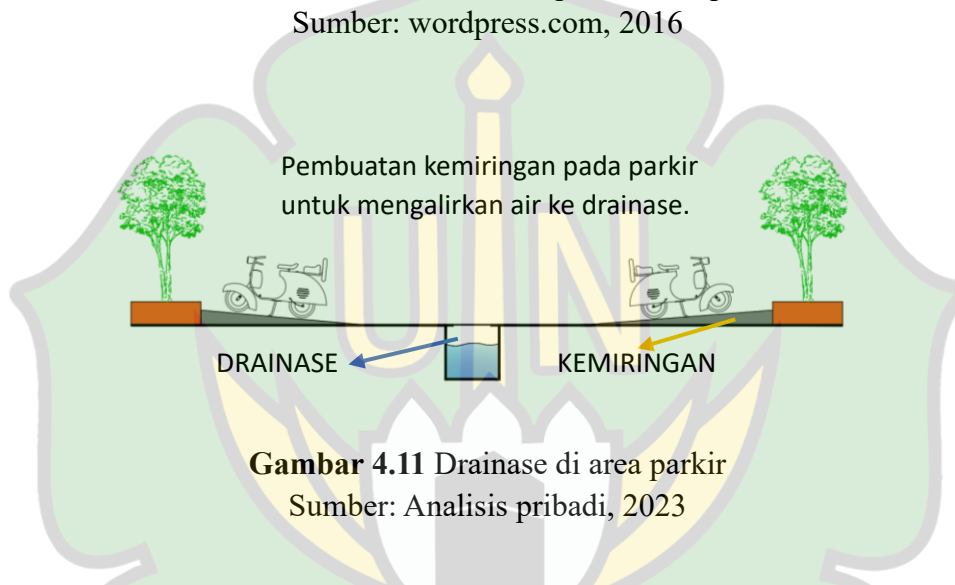 Sumber: wordpress.com, 2016
Pembuatan kemiringan pada parkir
untuk mengalirkan air ke drainase.
DRAINASE
KEMIRINGAN
Gambar 4.11 Drainase di area parkir
Sumber: Analisis pribadi, 2023
UIN